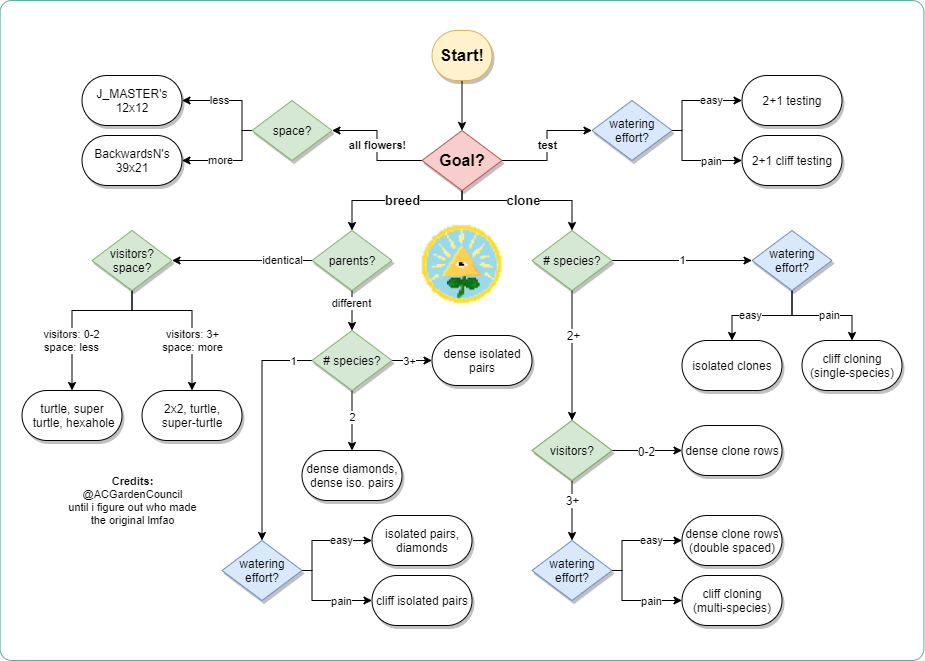 Start!
J_MASTER's
12x12
less
space?
BackwardsN's
39x21
more
all flowers!
Goal?
test
watering
effort?
easy
2+1 testing
pain
2+1 cliff testing
breed
clone
visitors?
space?
identical
parents?
# species?
1
watering
effort?
different
visitors: 0-2
space: less
visitors: 3+
space: more
2+
easy
pain
1
# species?
3+
dense isolated
pairs
isolated clones
cliff cloning
(single-species)
turtle, super
turtle, hexahole
2x2, turtle,
super-turtle
2
visitors?
0-2
dense clone rows
dense diamonds,
dense iso. pairs
Credits:
@ACGardenCouncil
until i figure out who made
the original lmfao
3+
watering
effort?
easy
isolated pairs,
diamonds
pain
cliff isolated pairs
watering
effort?
easy
dense clone rows
(double spaced)
pain
cliff cloning
(multi-species)